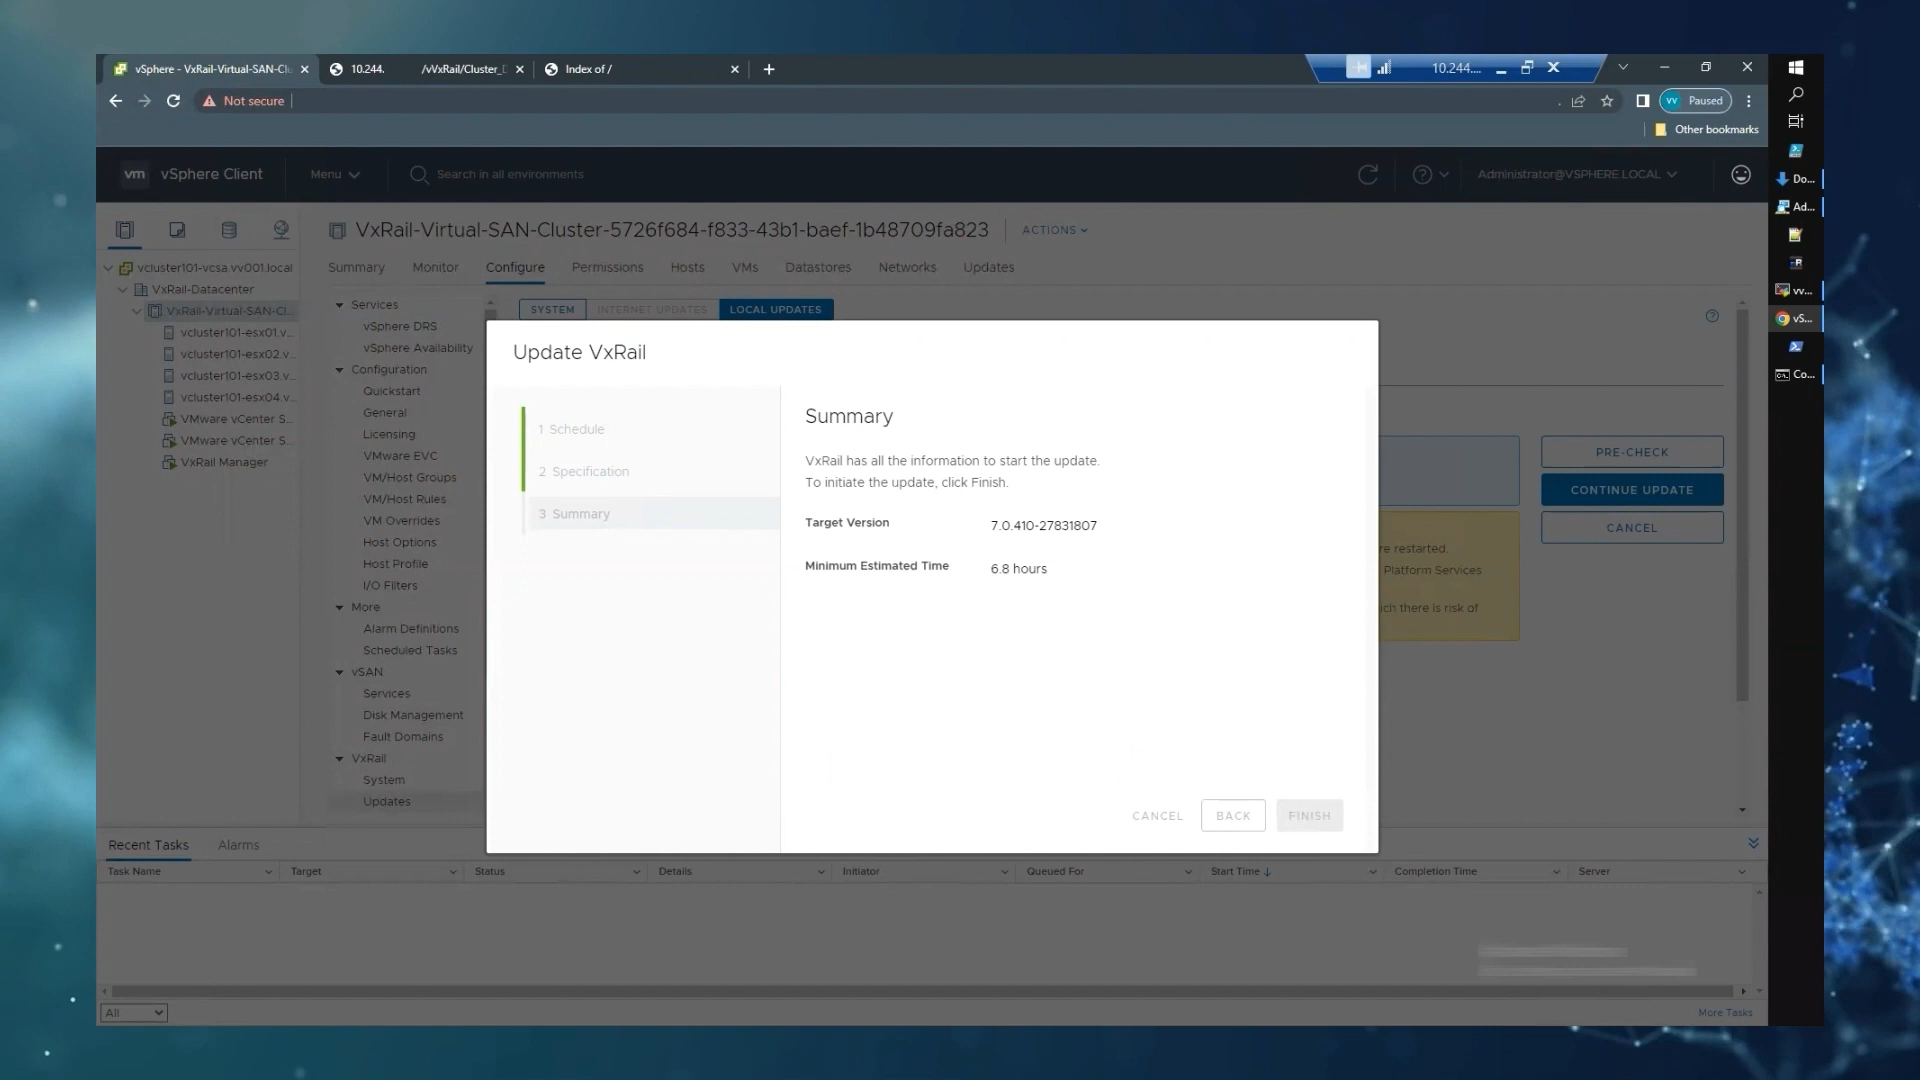 vSphere - VxRail-Virtual-SAN-Clu
10.244.
/vVxRail/Cluster_D
Index of /
10.244....
Not secure
vv
Paused
Other bookmarks
vm
vSphere Client
Menu
Search in all environments
Administrator@VSPHERE.LOCAL
Do...
Ad...
vv...
vS...
Co...
VxRail-Virtual-SAN-Cluster-5726f684-f833-43b1-baef-1b48709fa823
ACTIONS
Summary
Monitor
Configure
Permissions
Hosts
VMs
Datastores
Networks
Updates
vcluster101-vcsa.vv001.local
VxRail-Datacenter
VxRail-Virtual-SAN-Cl...
vcluster101-esx01.v...
vcluster101-esx02.v...
vcluster101-esx03.v...
vcluster101-esx04.v...
VMware vCenter S...
VMware vCenter S...
VxRail Manager
Services
vSphere DRS
vSphere Availability
Configuration
Quickstart
General
Licensing
VMware EVC
VM/Host Groups
VM/Host Rules
VM Overrides
Host Options
Host Profile
I/O Filters
More
Alarm Definitions
Scheduled Tasks
vSAN
Services
Disk Management
Fault Domains
VxRail
System
Updates
SYSTEM
INTERNET UPDATES
LOCAL UPDATES
Update VxRail
1 Schedule
2 Specification
3 Summary
Summary
VxRail has all the information to start the update.
To initiate the update, click Finish.
Target Version
7.0.410-27831807
Minimum Estimated Time
6.8 hours
CANCEL
BACK
FINISH
PRE-CHECK
CONTINUE UPDATE
CANCEL
re restarted.
Platform Services
ich there is risk of
Recent Tasks
Alarms
Task Name
Target
Status
Details
Initiator
Queued For
Start Time
Completion Time
Server
All
More Tasks